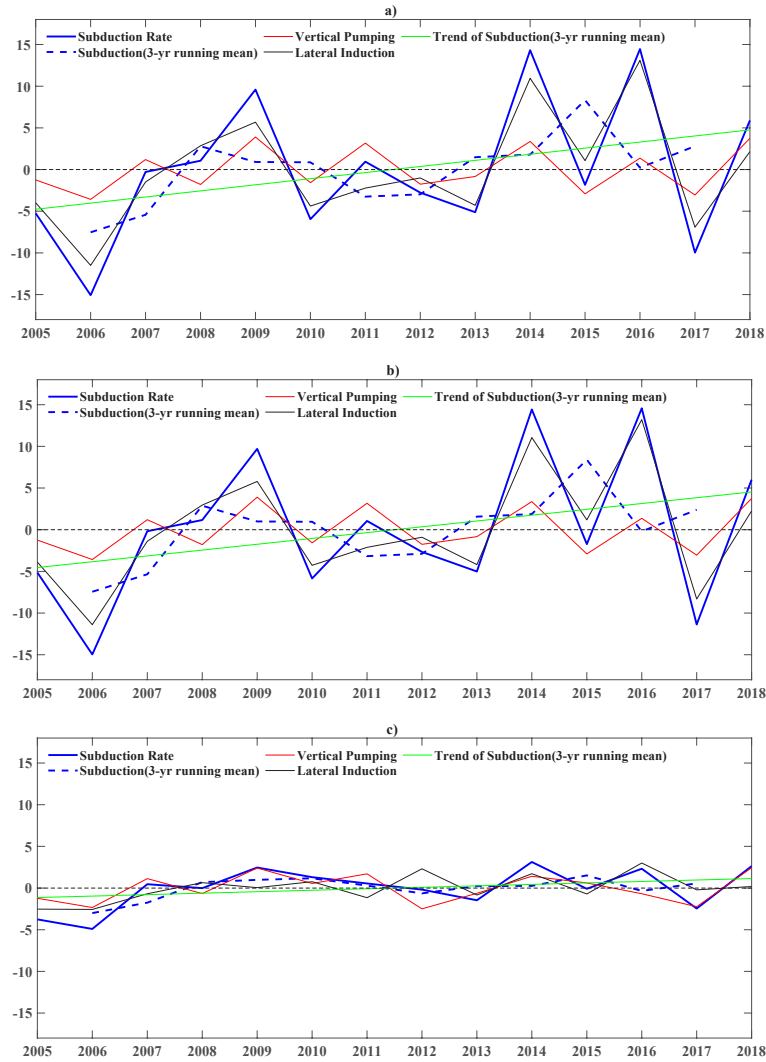 a)
Subduction Rate Vertical Pumping Trend of Subduction(3-yr running mean)
Subduction(3-yr running mean) Lateral Induction
15
10
5
0
-5
-10
-15
2005 2006 2007 2008 2009 2010 2011 2012 2013 2014 2015 2016 2017 2018
b)
Subduction Rate Vertical Pumping Trend of Subduction(3-yr running mean)
Subduction(3-yr running mean) Lateral Induction
15
10
5
0
-5
-10
-15
2005 2006 2007 2008 2009 2010 2011 2012 2013 2014 2015 2016 2017 2018
c)
Subduction Rate Vertical Pumping Trend of Subduction(3-yr running mean)
Subduction(3-yr running mean) Lateral Induction
15
10
5
0
-5
-10
-15
2005 2006 2007 2008 2009 2010 2011 2012 2013 2014 2015 2016 2017 2018